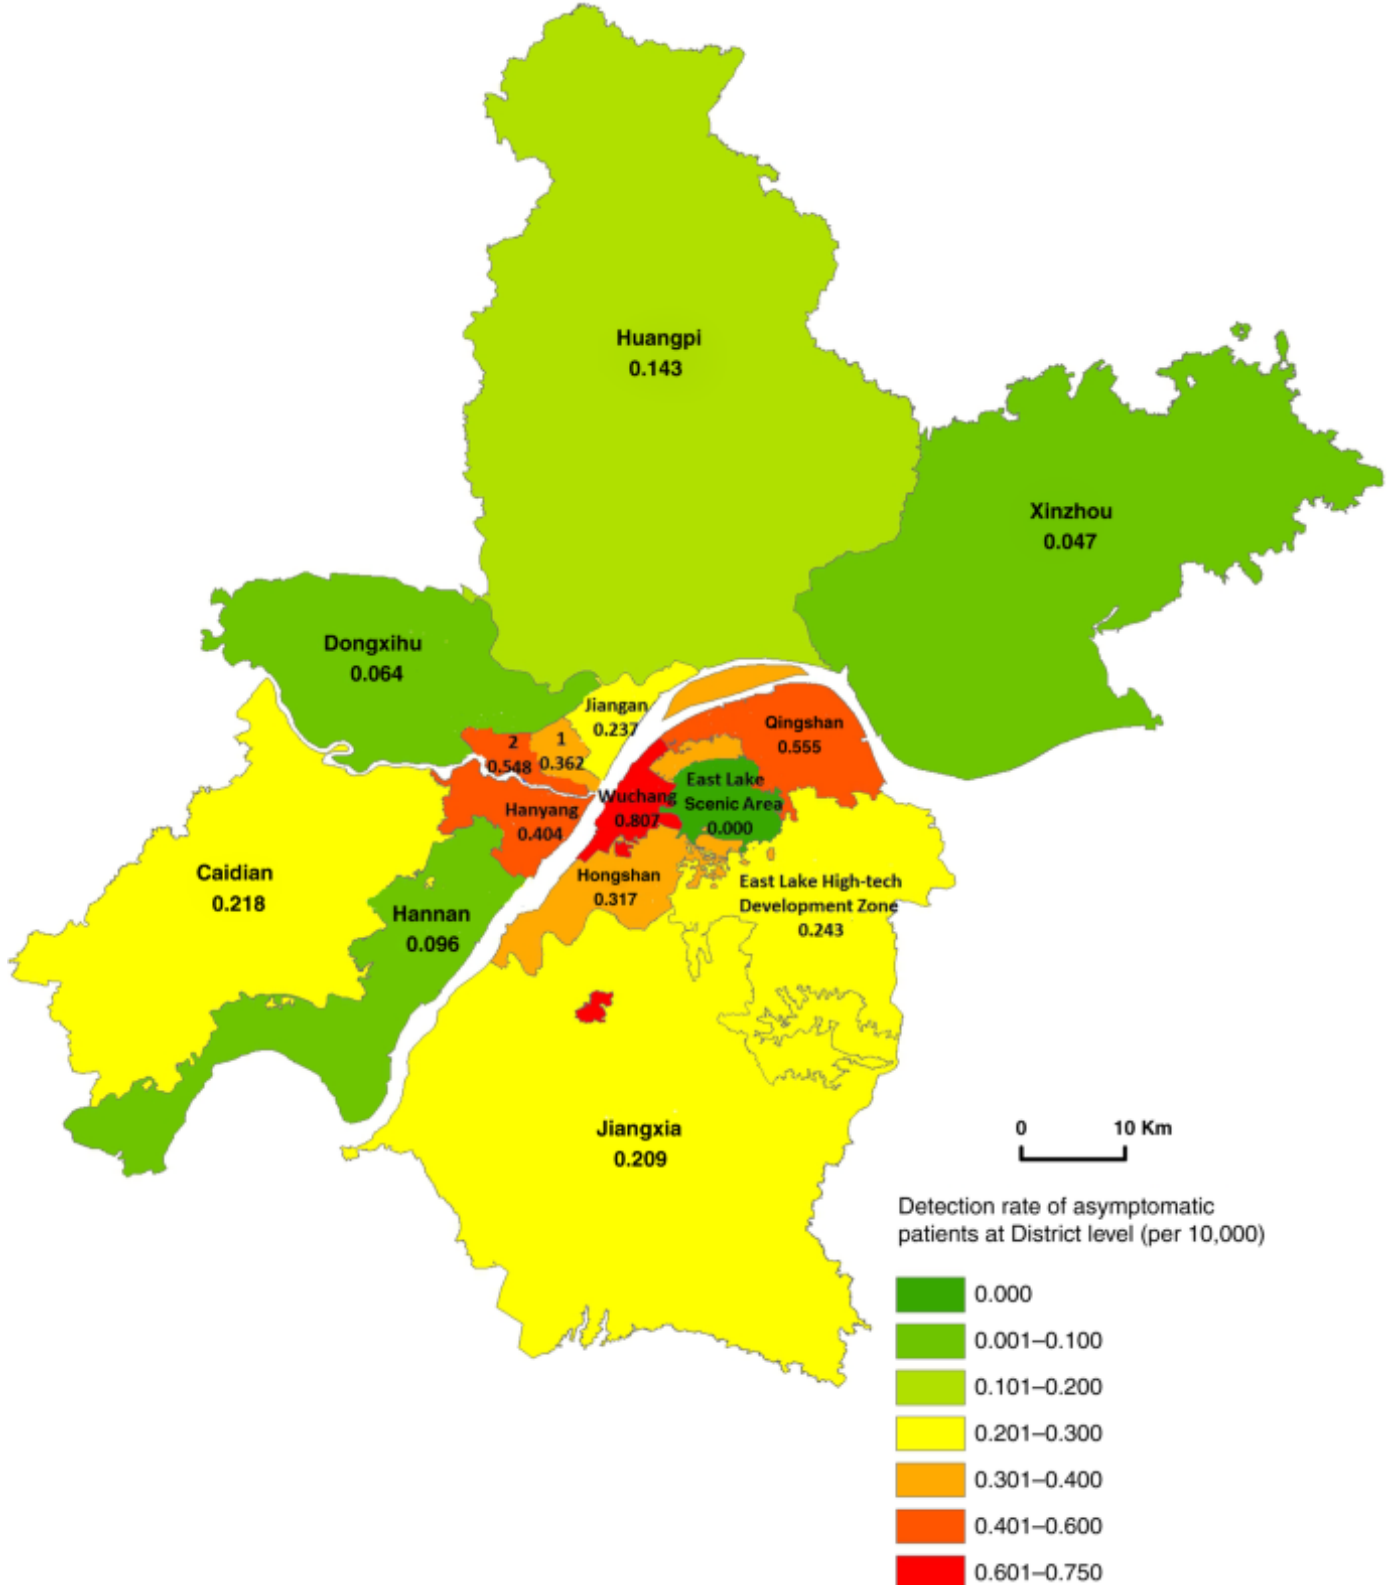 Huangpi
0.143
Xinzhou
0.047
Dongxihu
0.064
Jiangan
0.237
Qingshan
0.555
2
0.548
1
0.362
East Lake
Scenic Area
0.000
Wuchang
0.807
Hanyang
0.404
Caidian
0.218
Hongshan
0.317
East Lake High-tech
Development Zone
0.243
Hannan
0.096
Jiangxia
0.209
0 10 Km
Detection rate of asymptomatic
patients at District level (per 10,000)
0.000
0.001–0.100
0.101–0.200
0.201–0.300
0.301–0.400
0.401–0.600
0.601–0.750